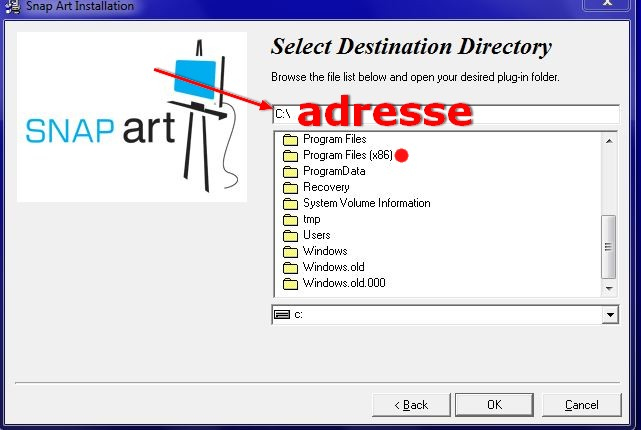 Snap Art Installation
X
Select Destination Directory
Browse the file list below and open your desired plug-in folder.
C:\ adresse
SNAP art
Program Files
Program Files (x86)
ProgramData
Recovery
System Volume Information
tmp
Users
Windows
Windows.old
Windows.old.000
c:
< Back
OK
Cancel